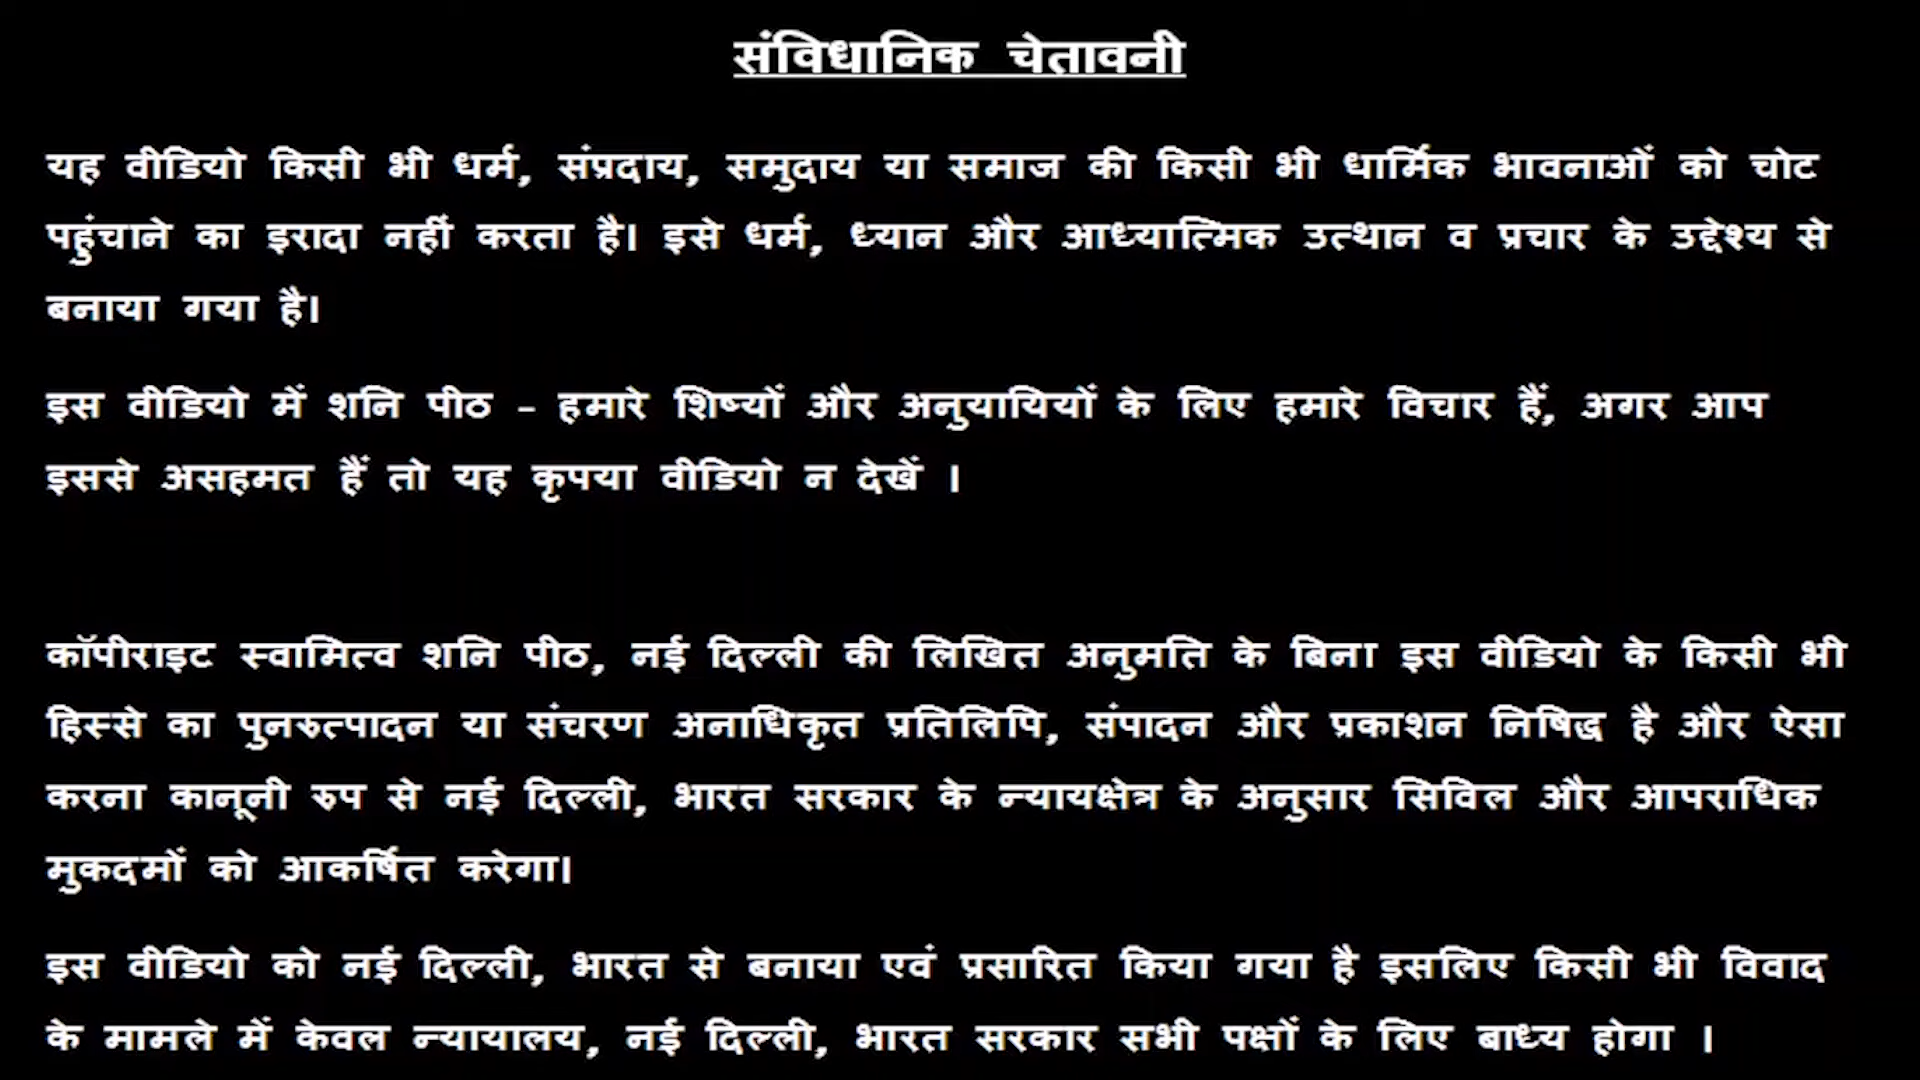 संविधानिक चेतावनी
यह वीडियो किसी भी धर्म, संप्रदाय, समुदाय या समाज की किसी भी धार्मिक भावनाओं को चोट
पहुंचाने का इरादा नहीं करता है। इसे धर्म, ध्यान और आध्यात्मिक उत्थान व प्रचार के उद्देश्य से
बनाया गया है।
इस वीडियो में शनि पीठ – हमारे शिष्यों और अनुयायियों के लिए हमारे विचार हैं, अगर आप
इससे असहमत हैं तो यह कृपया वीडियो न देखें ।
कॉपीराइट स्वामित्व शनि पीठ, नई दिल्ली की लिखित अनुमति के बिना इस वीडियो के किसी भी
हिस्से का पुनरुत्पादन या संचरण अनाधिकृत प्रतिलिपि, संपादन और प्रकाशन निषिद्ध है और ऐसा
करना कानूनी रुप से नई दिल्ली, भारत सरकार के न्यायक्षेत्र के अनुसार सिविल और आपराधिक
मुकदमों को आकर्षित करेगा।
इस वीडियो को नई दिल्ली, भारत से बनाया एवं प्रसारित किया गया है इसलिए किसी भी विवाद
के मामले में केवल न्यायालय, नई दिल्ली, भारत सरकार सभी पक्षों के लिए बाध्य होगा ।